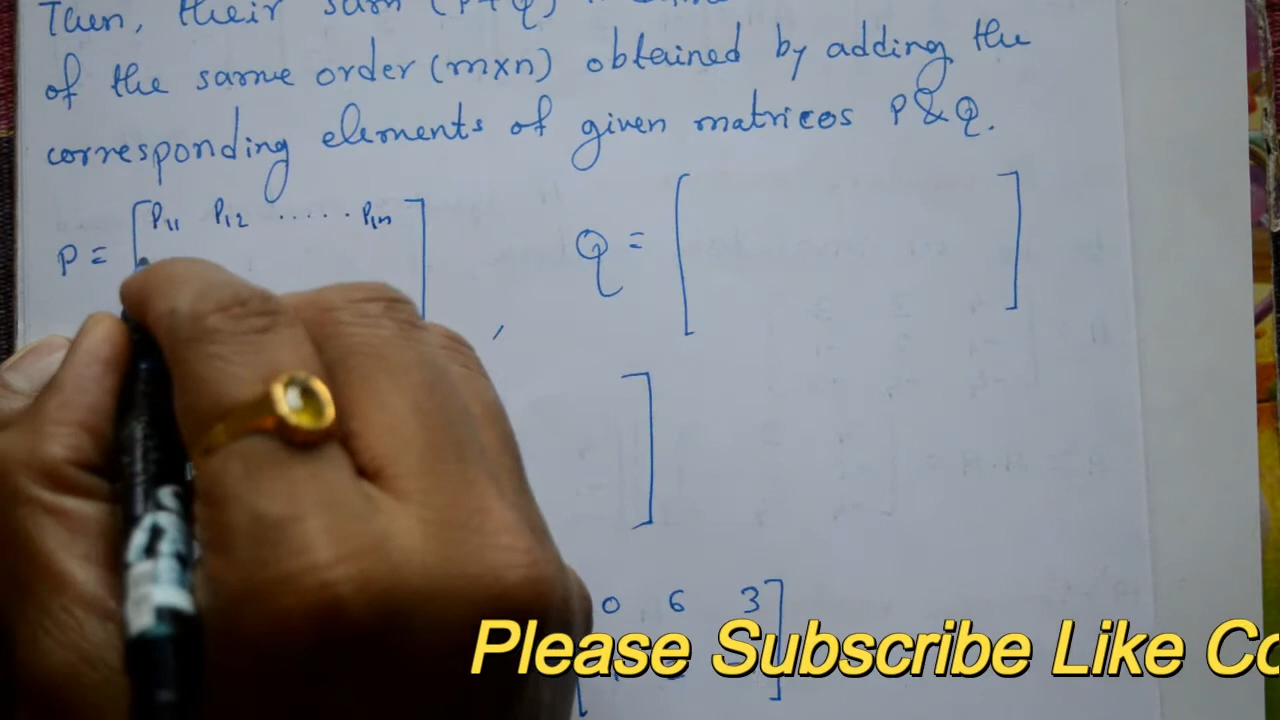 Then, their sum (P+Q)
of the same order (m×n) obtained by adding the
corresponding elements of given matrices P & Q.
P = [ P11 P12 ...... P1n ] , Q = [ ]
]
0 6 3 ]
Please Subscribe Like Co